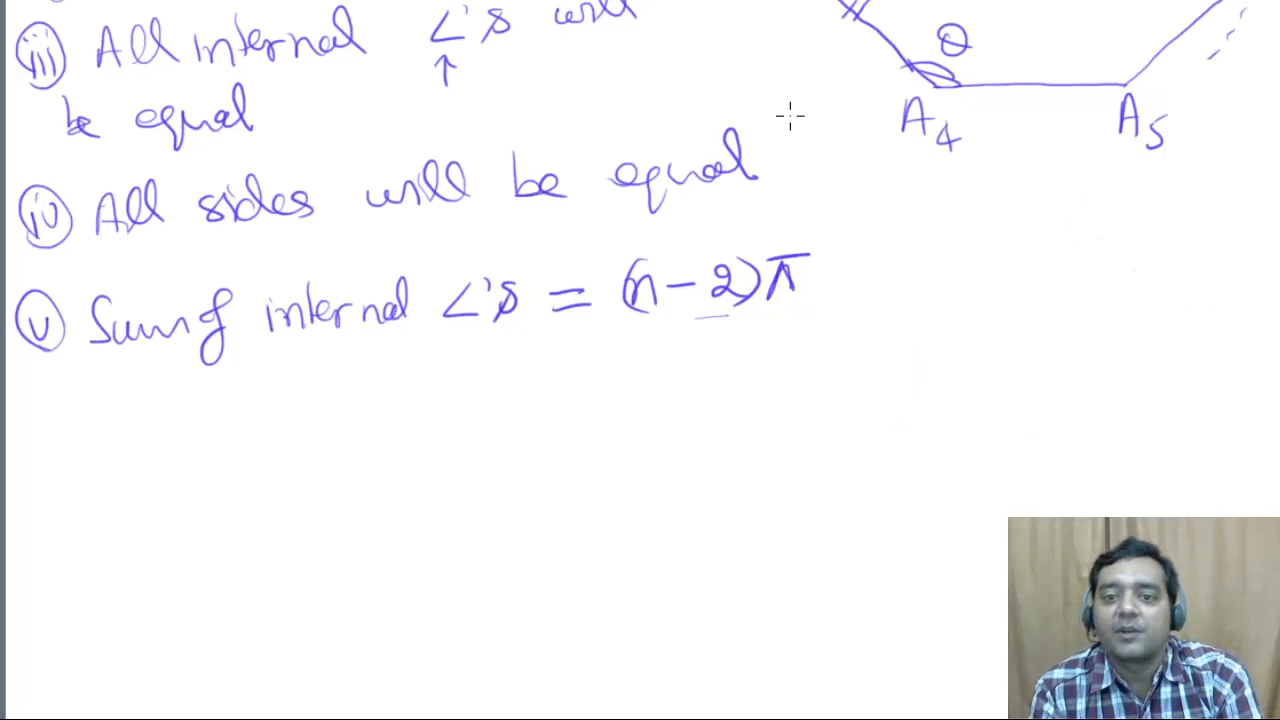 iii All internal ∠'s will
be equal
θ
A4 A5
iv All sides will be equal
v Sum of internal ∠'s = (n-2)π